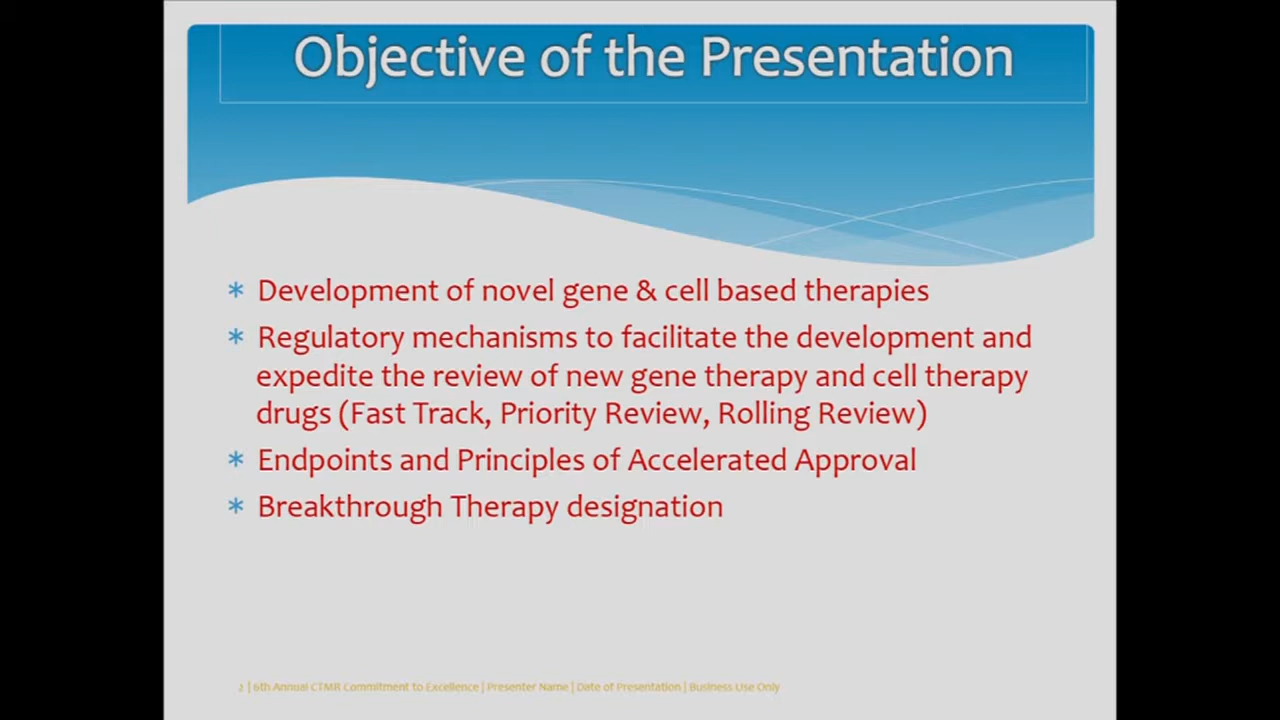 Objective of the Presentation
* Development of novel gene & cell based therapies
* Regulatory mechanisms to facilitate the development and
expedite the review of new gene therapy and cell therapy
drugs (Fast Track, Priority Review, Rolling Review)
* Endpoints and Principles of Accelerated Approval
* Breakthrough Therapy designation
2 | 6th Annual CTMR Commitment to Excellence | Presenter Name | Date of Presentation | Business Use Only